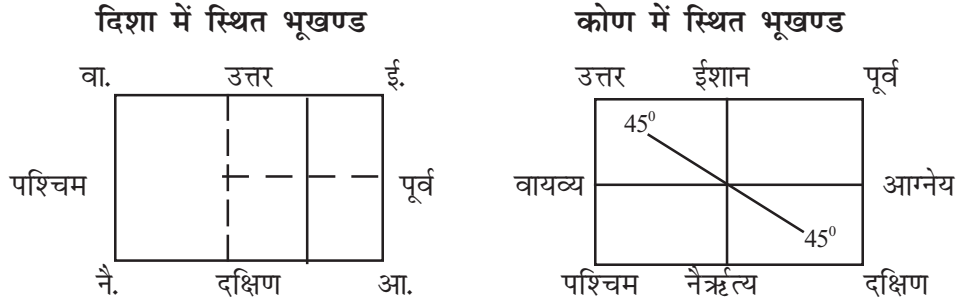 दिशा में स्थित भूखण्ड
वा. उत्तर ई.
पश्चिम पूर्व
नै. दक्षिण आ.
कोण में स्थित भूखण्ड
उत्तर ईशान पूर्व
45⁰
वायव्य आग्नेय
45⁰
पश्चिम नैर्ऋत्य दक्षिण